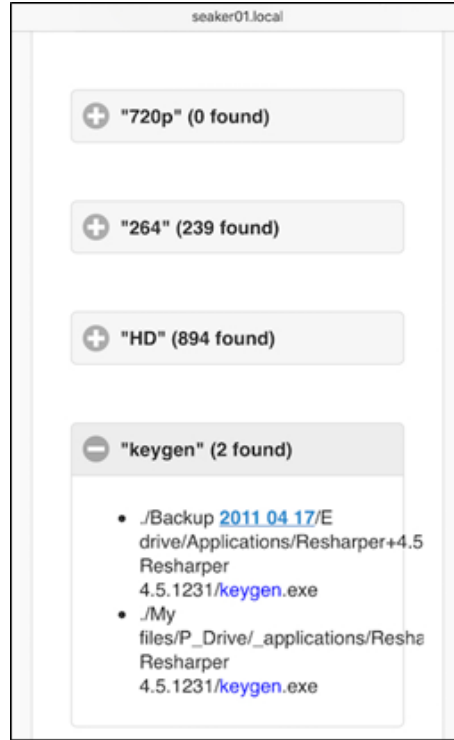 seaker01.local
"720p" (0 found)
"264" (239 found)
"HD" (894 found)
"keygen" (2 found)
• ./Backup 2011 04 17/E
drive/Applications/Resharper+4.5
Resharper
4.5.1231/keygen.exe
• ./My
files/P_Drive/_applications/Resha
Resharper
4.5.1231/keygen.exe